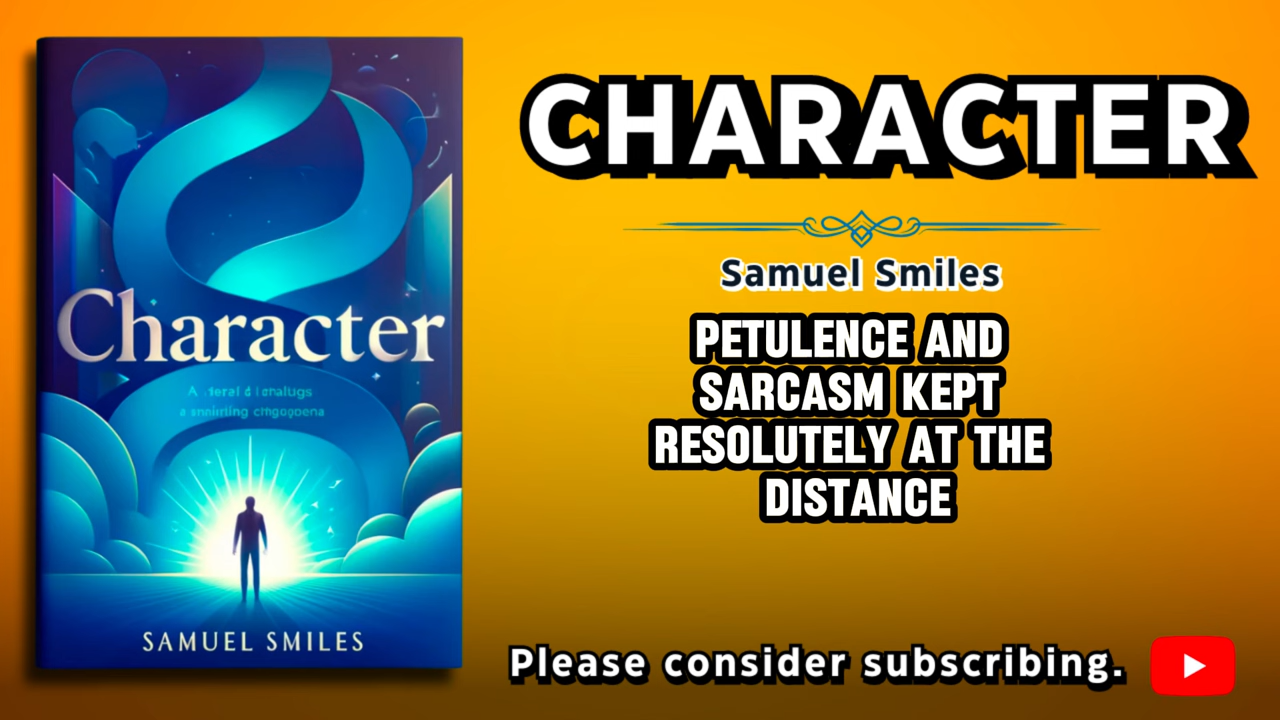 Character
A
a
SAMUEL SMILES
CHARACTER
Samuel Smiles
PETULENCE AND
SARCASM KEPT
RESOLUTELY AT THE
DISTANCE
Please consider subscribing.